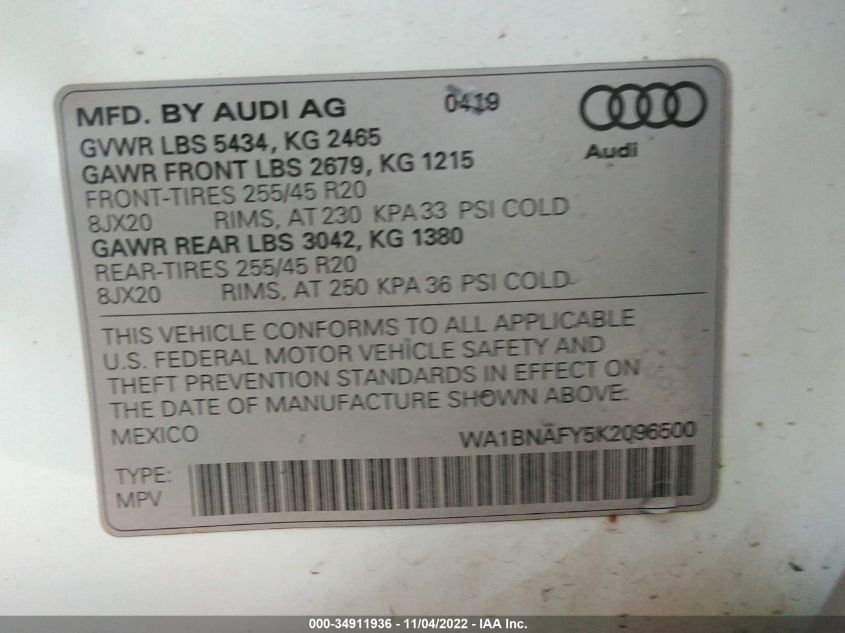 MFD. BY AUDI AG 0419
Audi
GVWR LBS 5434, KG 2465
GAWR FRONT LBS 2679, KG 1215
FRONT-TIRES 255/45 R20
8JX20 RIMS, AT 230 KPA 33 PSI COLD
GAWR REAR LBS 3042, KG 1380
REAR-TIRES 255/45 R20
8JX20 RIMS, AT 250 KPA 36 PSI COLD
THIS VEHICLE CONFORMS TO ALL APPLICABLE
U.S. FEDERAL MOTOR VEHICLE SAFETY AND
THEFT PREVENTION STANDARDS IN EFFECT ON
THE DATE OF MANUFACTURE SHOWN ABOVE.
MEXICO WA1BNAFY5K2096500
TYPE:
MPV
000-34911936 - 11/04/2022 - WA1 Inc.